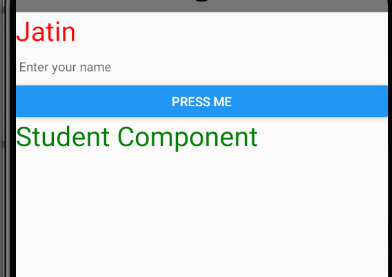 Jatin
Enter your name
PRESS ME
Student Component